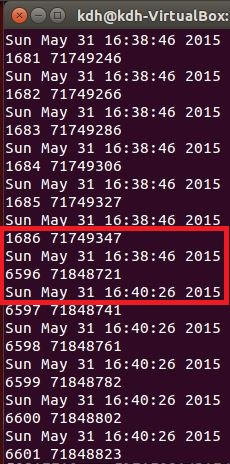 kdh@kdh-VirtualBox:
Sun May 31 16:38:46 2015
1681 71749246
Sun May 31 16:38:46 2015
1682 71749266
Sun May 31 16:38:46 2015
1683 71749286
Sun May 31 16:38:46 2015
1684 71749306
Sun May 31 16:38:46 2015
1685 71749327
Sun May 31 16:38:46 2015
1686 71749347
Sun May 31 16:38:46 2015
6596 71848721
Sun May 31 16:40:26 2015
6597 71848741
Sun May 31 16:40:26 2015
6598 71848761
Sun May 31 16:40:26 2015
6599 71848782
Sun May 31 16:40:26 2015
6600 71848802
Sun May 31 16:40:26 2015
6601 71848823